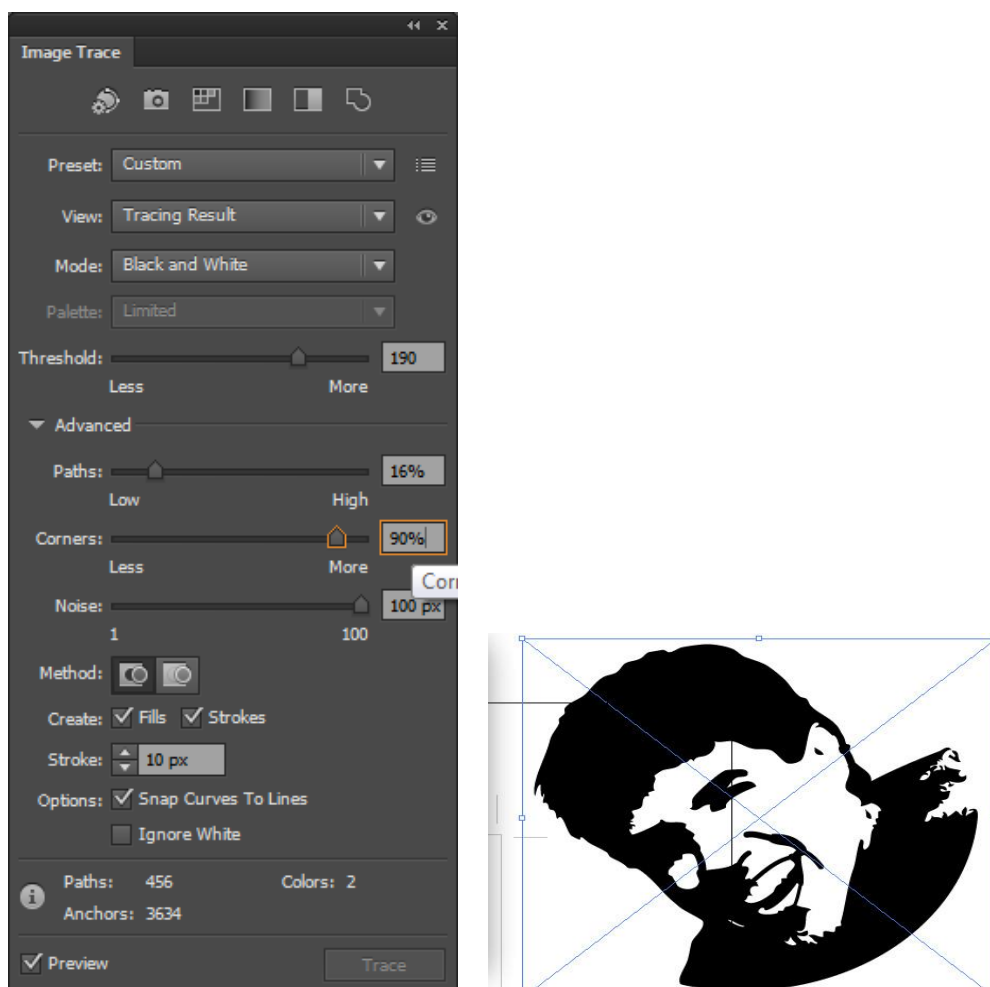 Image Trace
Preset: Custom
View: Tracing Result
Mode: Black and White
Palette: Limited
Threshold: 190
Less More
Advanced
Paths: 16%
Low High
Corners: 90%
Less More
Cor
Noise: 100 px
1 100
Method:
Create: Fills Strokes
Stroke: 10 px
Options: Snap Curves To Lines
Ignore White
Paths: 456 Colors: 2
Anchors: 3634
Preview Trace